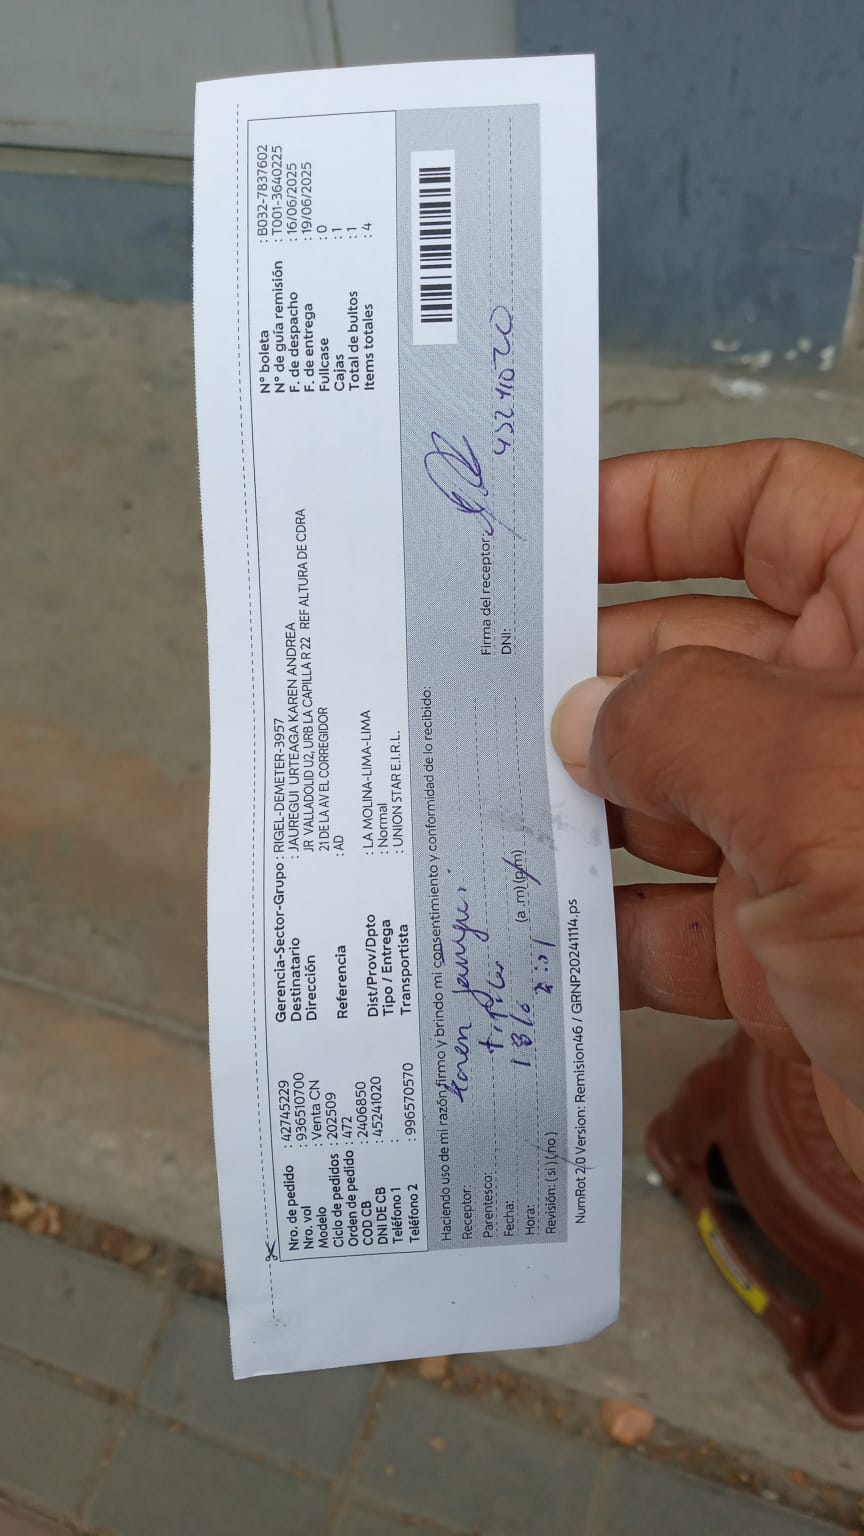 Nro. de pedido : 42745229
Nro. vol : 936510700
Modelo : Venta CN
Ciclo de pedidos : 202509
Orden de pedido : 472
COD CB : 2406850
DNI DE CB : 45241020
Teléfono 1 :
Teléfono 2 : 996570570
Gerencia-Sector-Grupo : RIGEL-DEMETER-3957
Destinatario : JAUREGUI URTEAGA KAREN ANDREA
Dirección JR VALLADOLID U2, URB LA CAPILLA R 22 REF ALTURA DE CDRA
21 DE LA AV EL CORREGIDOR
Referencia : AD
Dist/Prov/Dpto : LA MOLINA-LIMA-LIMA
Tipo / Entrega : Normal
Transportista : UNION STAR E.I.R.L.
N° boleta : B032-7837602
N° de guía remisión : T001-3640225
F. de despacho : 16/06/2025
F. de entrega : 19/06/2025
Fullcase : 0
Cajas : 1
Total de bultos : 1
Items totales : 4
Haciendo uso de mi razón firmo y brindo mi consentimiento y conformidad de lo recibido:
Receptor: Karen
Parentesco:
Fecha:
Hora: (a .m) (p/m)
Revisión: ( si ) ( no )
Firma del receptor:
DNI: 45241020
NumRot 2/0 Version: Remision46 / GRNP20241114.ps